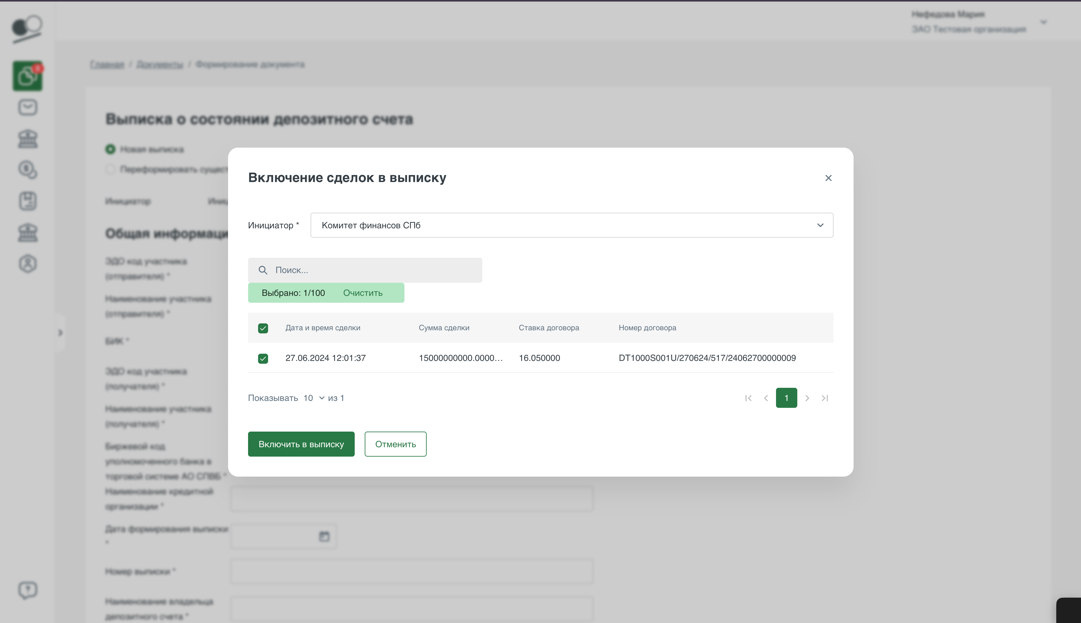 Нефедова Мария
ЗАО Тестовая организация
Главная / Документы / Формирование документа
Выписка о состоянии депозитного счета
Новая выписка
Переформировать сущест
Инициатор Иниц
Общая информаци
ЭДО код участника
(отправителя) *
Наименование участника
(отправителя) *
БИК *
ЭДО код участника
(получателя) *
Наименование участника
(получателя) *
Биржевой код
уполномоченного банка в
торговой системе АО СПВБ *
Наименование кредитной
организации *
Дата формирования выписки
*
Номер выписки *
Наименование владельца
депозитного счета *
Включение сделок в выписку
Инициатор * Комитет финансов СПб
Поиск...
Выбрано: 1/100 Очистить
Дата и время сделки Сумма сделки Ставка договора Номер договора
27.06.2024 12:01:37 15000000000.0000... 16.050000 DT1000S001U/270624/517/24062700000009
Показывать 10 из 1
1
Включить в выписку Отменить